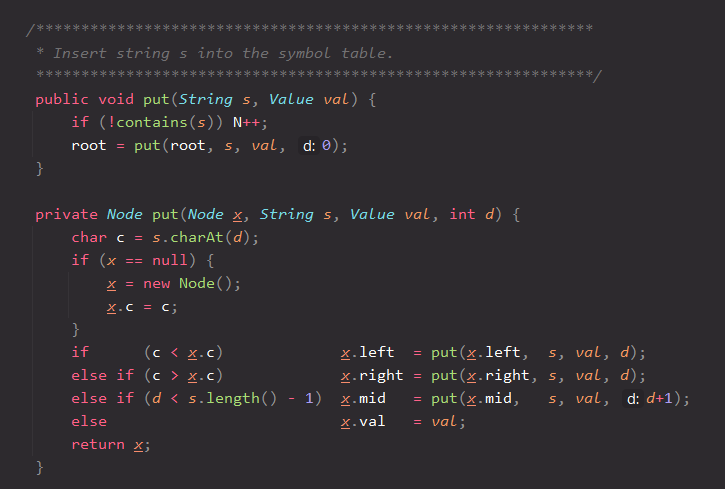 /**************************************************************
 * Insert string s into the symbol table.
 **************************************************************/
public void put(String s, Value val) {
    if (!contains(s)) N++;
    root = put(root, s, val, d: 0);
}
private Node put(Node x, String s, Value val, int d) {
    char c = s.charAt(d);
    if (x == null) {
        x = new Node();
        x.c = c;
    }
    if      (c < x.c)             x.left  = put(x.left,  s, val, d);
    else if (c > x.c)             x.right = put(x.right, s, val, d);
    else if (d < s.length() - 1)  x.mid   = put(x.mid,   s, val, d: d+1);
    else                          x.val   = val;
    return x;
}